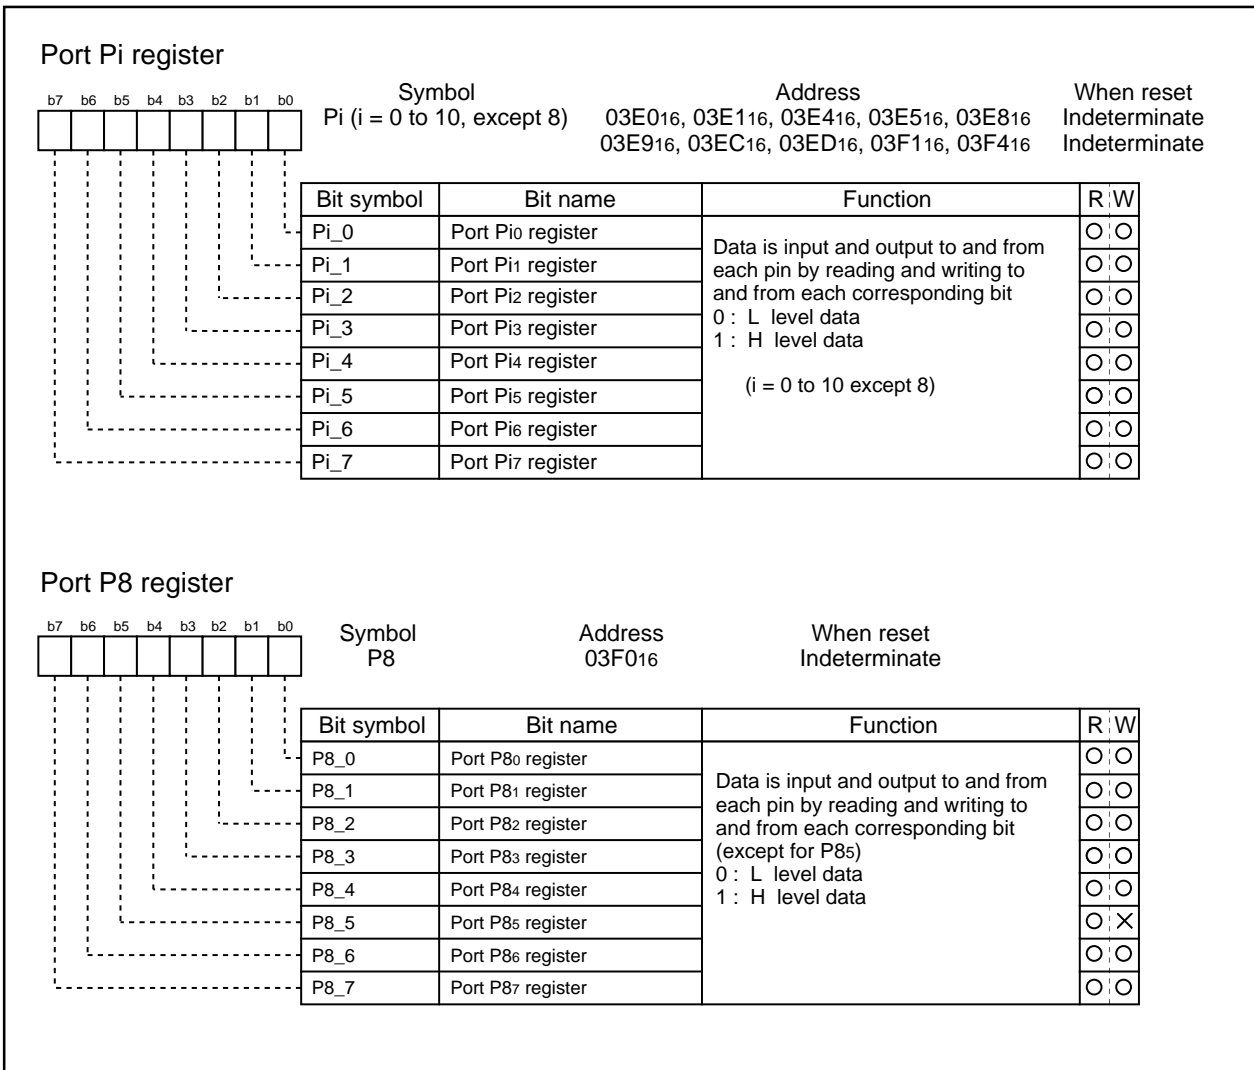 Port Pi register
b7 b6 b5 b4 b3 b2 b1 b0
Symbol Address When reset
Pi (i = 0 to 10, except 8) 03E016, 03E116, 03E416, 03E516, 03E816 Indeterminate
03E916, 03EC16, 03ED16, 03F116, 03F416 Indeterminate
Bit symbol Bit name Function R W
Pi_0 Port Pi0 register
Pi_1 Port Pi1 register
Pi_2 Port Pi2 register
Pi_3 Port Pi3 register
Pi_4 Port Pi4 register
Pi_5 Port Pi5 register
Pi_6 Port Pi6 register
Pi_7 Port Pi7 register
Data is input and output to and from
each pin by reading and writing to
and from each corresponding bit
0 : L level data
1 : H level data
(i = 0 to 10 except 8)
Port P8 register
b7 b6 b5 b4 b3 b2 b1 b0
Symbol Address When reset
P8 03F016 Indeterminate
Bit symbol Bit name Function R W
P8_0 Port P80 register
P8_1 Port P81 register
P8_2 Port P82 register
P8_3 Port P83 register
P8_4 Port P84 register
P8_5 Port P85 register
P8_6 Port P86 register
P8_7 Port P87 register
Data is input and output to and from
each pin by reading and writing to
and from each corresponding bit
(except for P85)
0 : L level data
1 : H level data